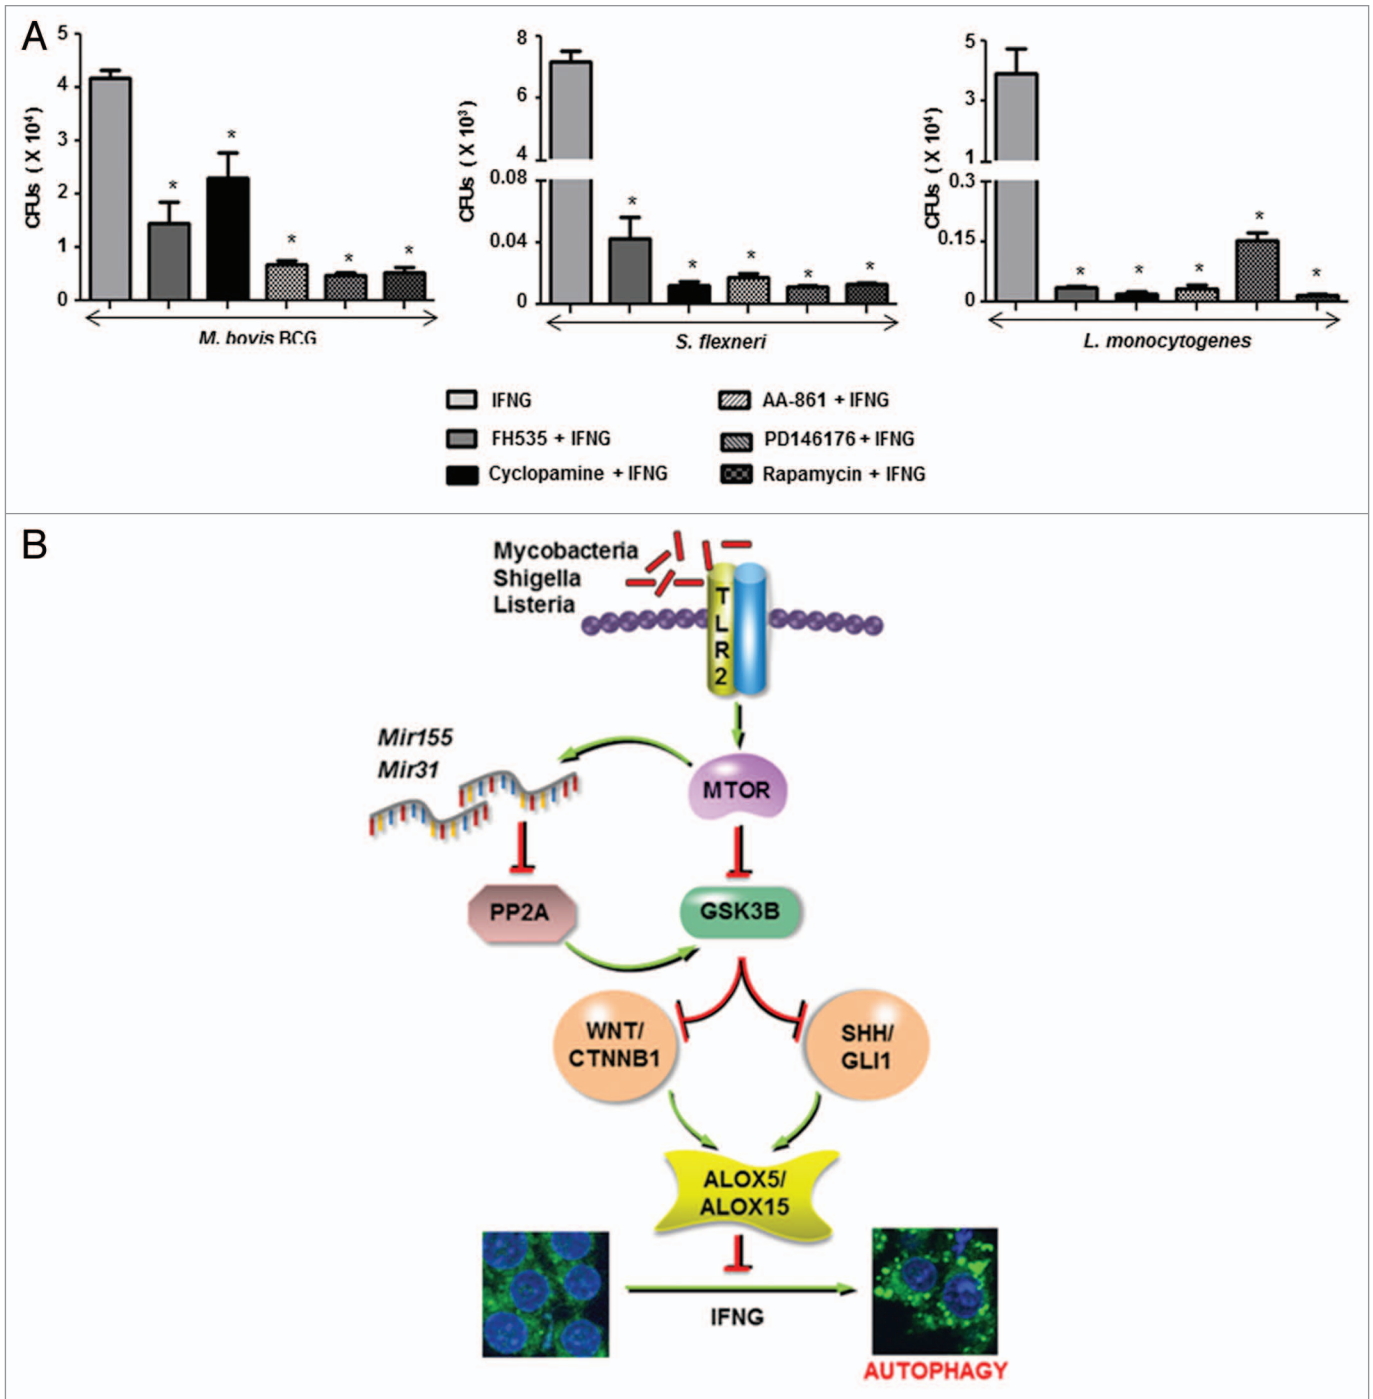 A
5
4
3
2
1
0
CFUs ( X 10⁴)
*
*
*
*
*
M. bovis BCG
8
6
4
0.08
0.04
0
CFUs ( X 10³)
*
*
*
*
*
S. flexneri
5
3
1
0.3
0.15
0
CFUs ( X 10⁴)
*
*
*
*
*
L. monocytogenes
IFNG
AA-861 + IFNG
FH535 + IFNG
PD146176 + IFNG
Cyclopamine + IFNG
Rapamycin + IFNG
B
Mycobacteria
Shigella
Listeria
TLR2
Mir155
Mir31
MTOR
PP2A
GSK3B
WNT/
CTNNB1
SHH/
GLI1
ALOX5/
ALOX15
IFNG
AUTOPHAGY